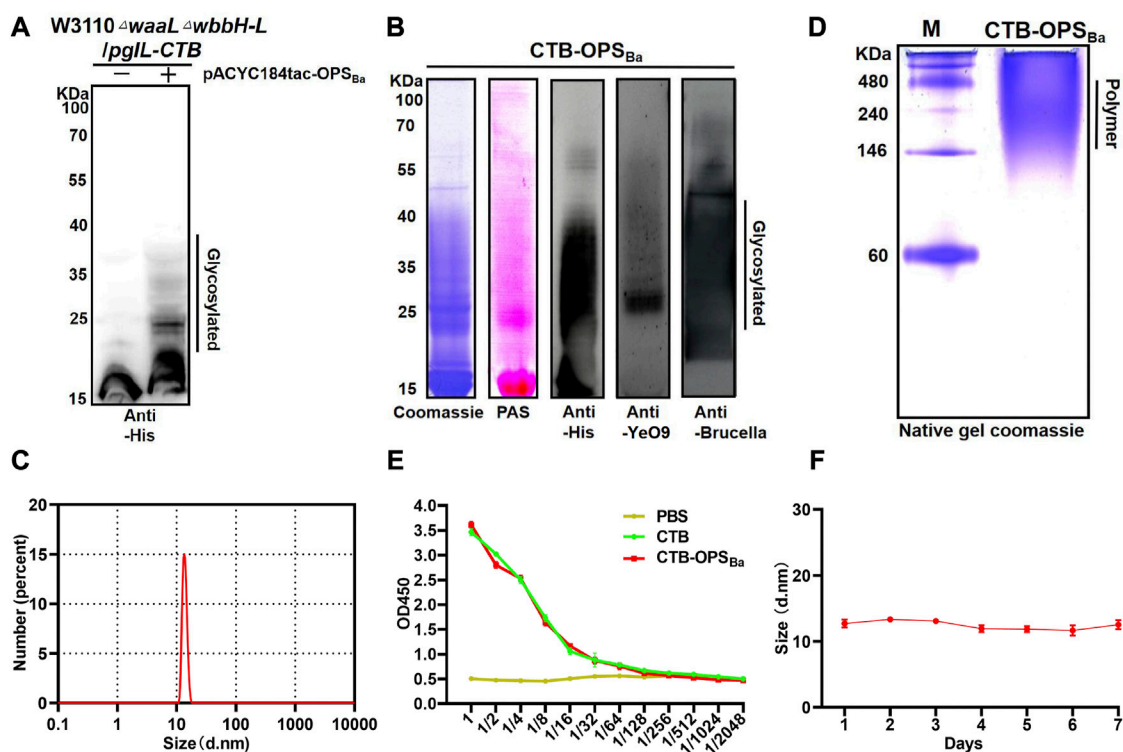 A
W3110 △waaL △wbbH-L
/pglL-CTB
− + pACYC184tac-OPSBa
KDa
100
70
55
40
35
25
15
Glycosylated
Anti
-His
B
CTB-OPSBa
KDa
100
70
55
40
35
25
15
Glycosylated
Coomassie PAS Anti Anti Anti
-His -YeO9 -Brucella
D
M CTB-OPSBa
KDa
480
240
146
60
Polymer
Native gel coomassie
C
Number (percent)
20
15
10
5
0
0.1 1 10 100 1000 10000
Size(d.nm)
E
OD450
4.0
3.5
3.0
2.5
2.0
1.5
1.0
0.5
0.0
PBS
CTB
CTB-OPSBa
1 1/2 1/4 1/8 1/16 1/32 1/64 1/128 1/256 1/512 1/1024 1/2048
F
Size(d.nm)
30
20
10
0
1 2 3 4 5 6 7
Days